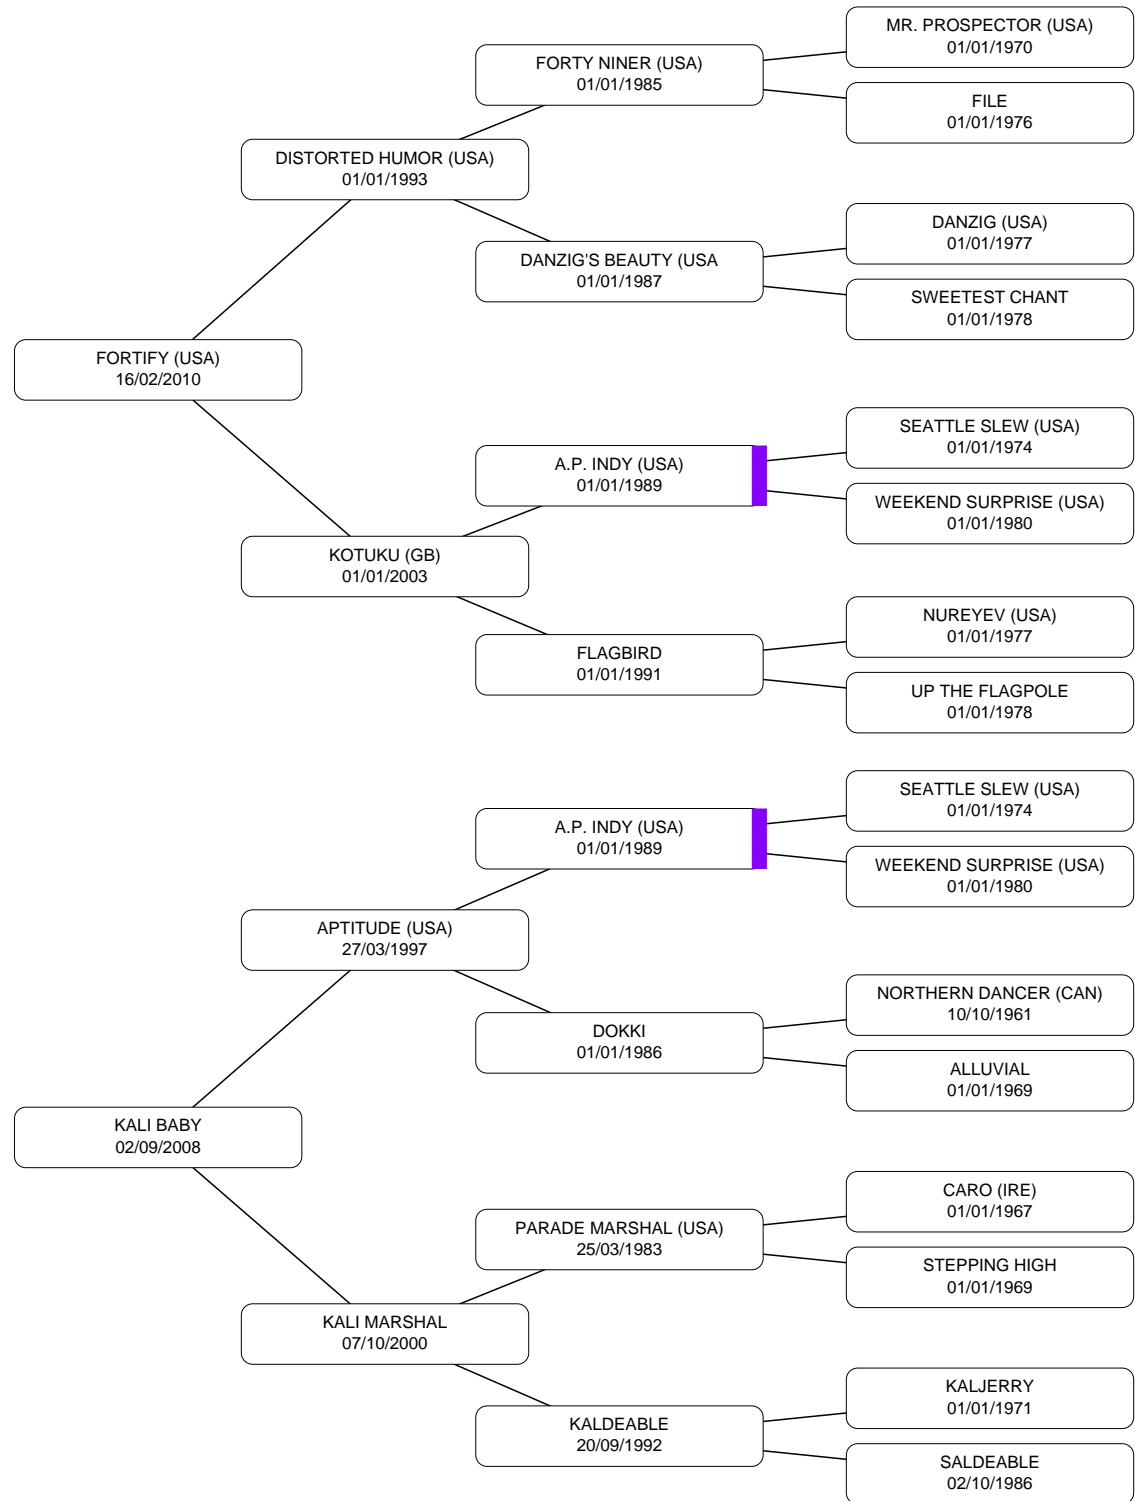 MR. PROSPECTOR (USA)
01/01/1970
FORTY NINER (USA)
01/01/1985
FILE
01/01/1976
DISTORTED HUMOR (USA)
01/01/1993
DANZIG (USA)
01/01/1977
DANZIG'S BEAUTY (USA
01/01/1987
SWEETEST CHANT
01/01/1978
FORTIFY (USA)
16/02/2010
SEATTLE SLEW (USA)
01/01/1974
A.P. INDY (USA)
01/01/1989
WEEKEND SURPRISE (USA)
01/01/1980
KOTUKU (GB)
01/01/2003
NUREYEV (USA)
01/01/1977
FLAGBIRD
01/01/1991
UP THE FLAGPOLE
01/01/1978
SEATTLE SLEW (USA)
01/01/1974
A.P. INDY (USA)
01/01/1989
WEEKEND SURPRISE (USA)
01/01/1980
APTITUDE (USA)
27/03/1997
NORTHERN DANCER (CAN)
10/10/1961
DOKKI
01/01/1986
ALLUVIAL
01/01/1969
KALI BABY
02/09/2008
CARO (IRE)
01/01/1967
PARADE MARSHAL (USA)
25/03/1983
STEPPING HIGH
01/01/1969
KALI MARSHAL
07/10/2000
KALJERRY
01/01/1971
KALDEABLE
20/09/1992
SALDEABLE
02/10/1986